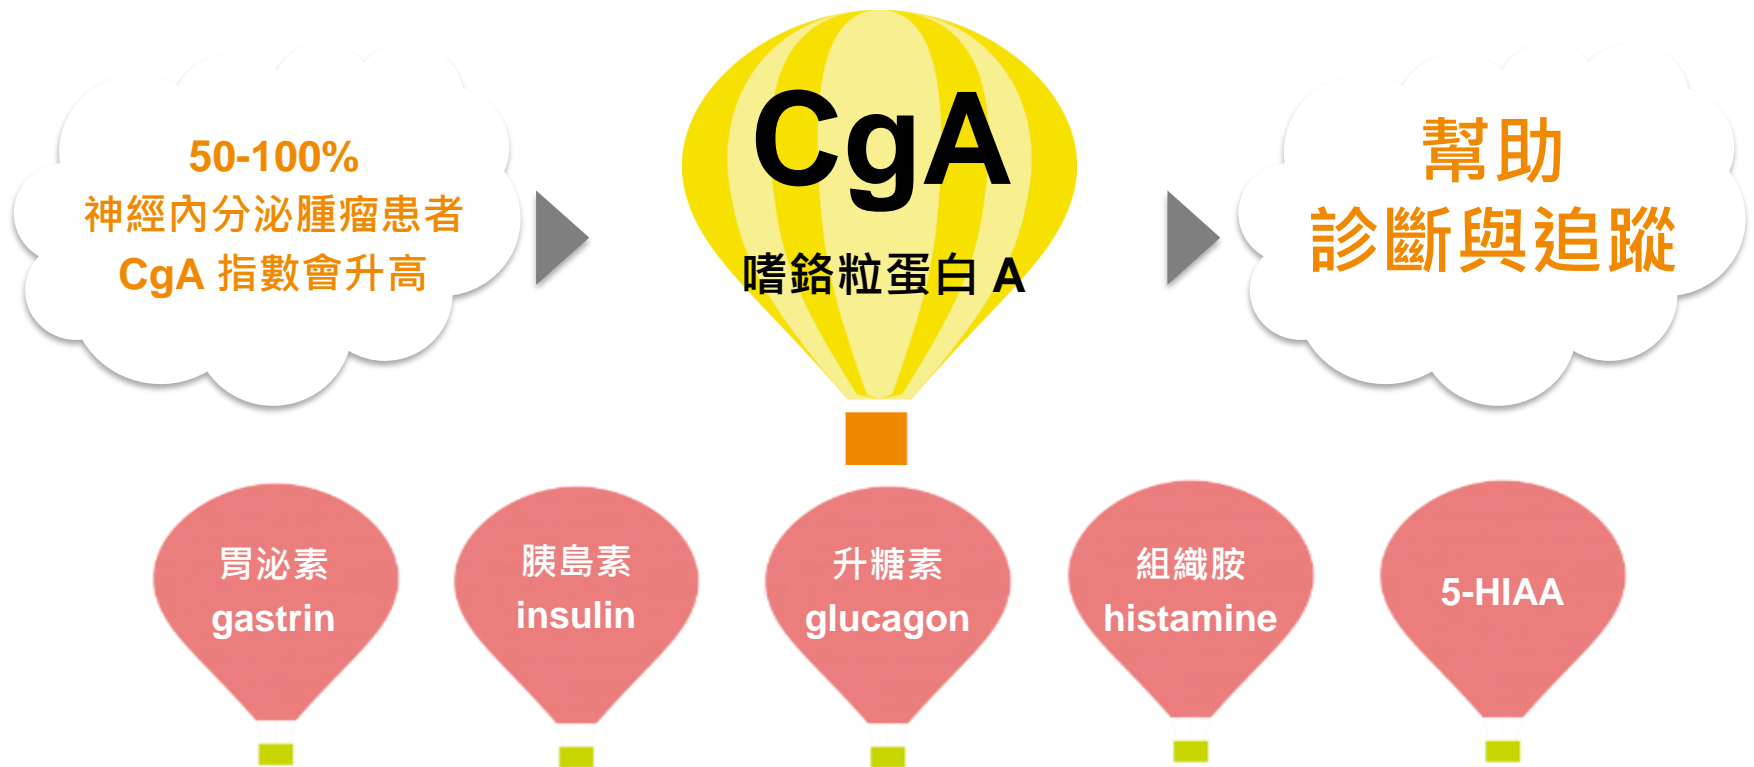 50-100%
神經內分泌腫瘤患者
CgA 指數會升高
CgA
嗜鉻粒蛋白 A
幫助
診斷與追蹤
胃泌素
gastrin
胰島素
insulin
升糖素
glucagon
組織胺
histamine
5-HIAA